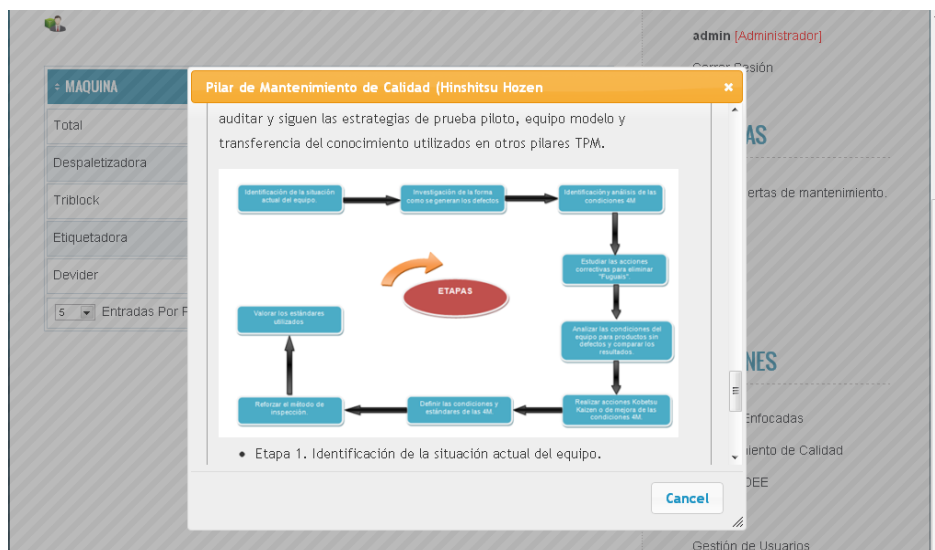 admin [Administrador]
Cerrar Sesión
MAQUINA
Total
Despaletizadora
Triblock
Etiquetadora
Devider
5 Entradas Por P
Pilar de Mantenimiento de Calidad (Hinshitsu Hozen
auditar y siguen las estrategias de prueba piloto, equipo modelo y
transferencia del conocimiento utilizados en otros pilares TPM.
Identificación de la situación
actual del equipo.
Investigación de la forma
como se generan los defectos
Identificación y análisis de las
condiciones 4M
Estudiar las acciones
correctivas para eliminar
"Fuguais".
ETAPAS
Analizar las condiciones del
equipo para productos sin
defectos y comparar los
resultados.
Realizar acciones Kobetsu
Kaizen o de mejora de las
condiciones 4M.
Definir las condiciones y
estándares de las 4M.
Reforzar al método de
inspección.
Valorar los estándares
utilizados
• Etapa 1. Identificación de la situación actual del equipo.
Cancel
AS
ertas de mantenimiento.
NES
Enfocadas
iento de Calidad
OEE
Gestión de Usuarios